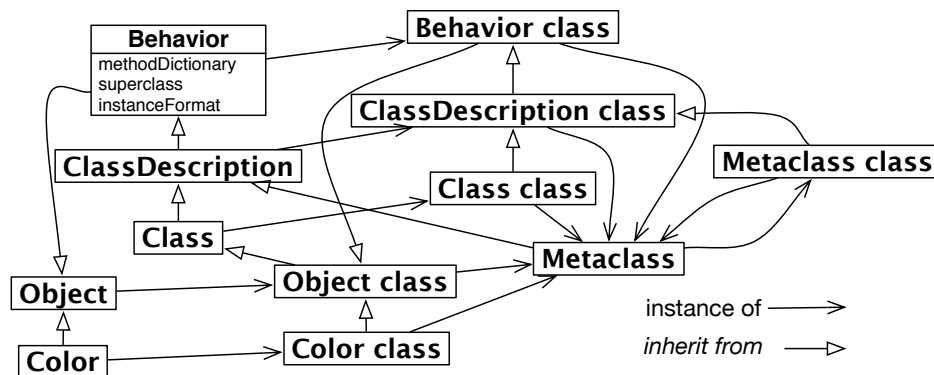 Behavior
methodDictionary
superclass
instanceFormat
Behavior class
ClassDescription class
ClassDescription
Metaclass class
Class class
Class
Metaclass
Object class
Object
instance of
Color class
Color
inherit from